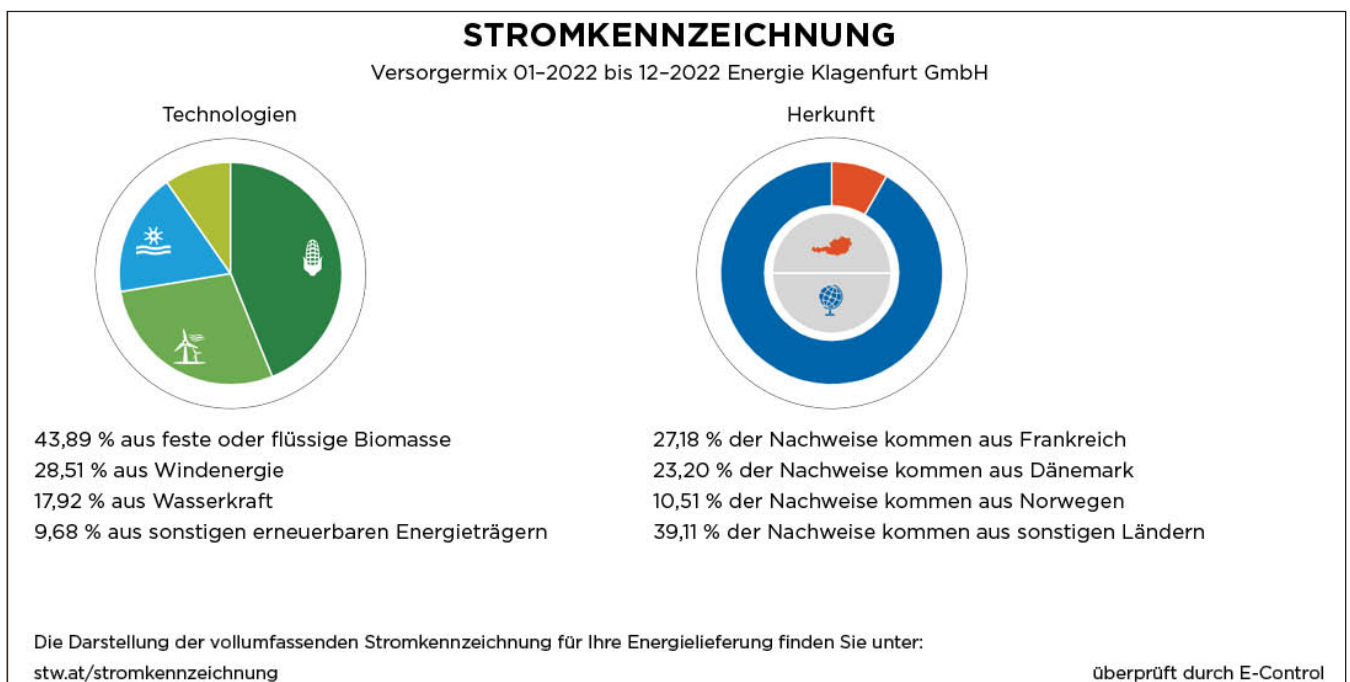 STROMKENNZEICHNUNG
Versorgermix 01–2022 bis 12–2022 Energie Klagenfurt GmbH
Technologien
43,89 % aus feste oder flüssige Biomasse
28,51 % aus Windenergie
17,92 % aus Wasserkraft
9,68 % aus sonstigen erneuerbaren Energieträgern
Herkunft
27,18 % der Nachweise kommen aus Frankreich
23,20 % der Nachweise kommen aus Dänemark
10,51 % der Nachweise kommen aus Norwegen
39,11 % der Nachweise kommen aus sonstigen Ländern
Die Darstellung der vollumfassenden Stromkennzeichnung für Ihre Energielieferung finden Sie unter:
stw.at/stromkennzeichnung
überprüft durch E-Control